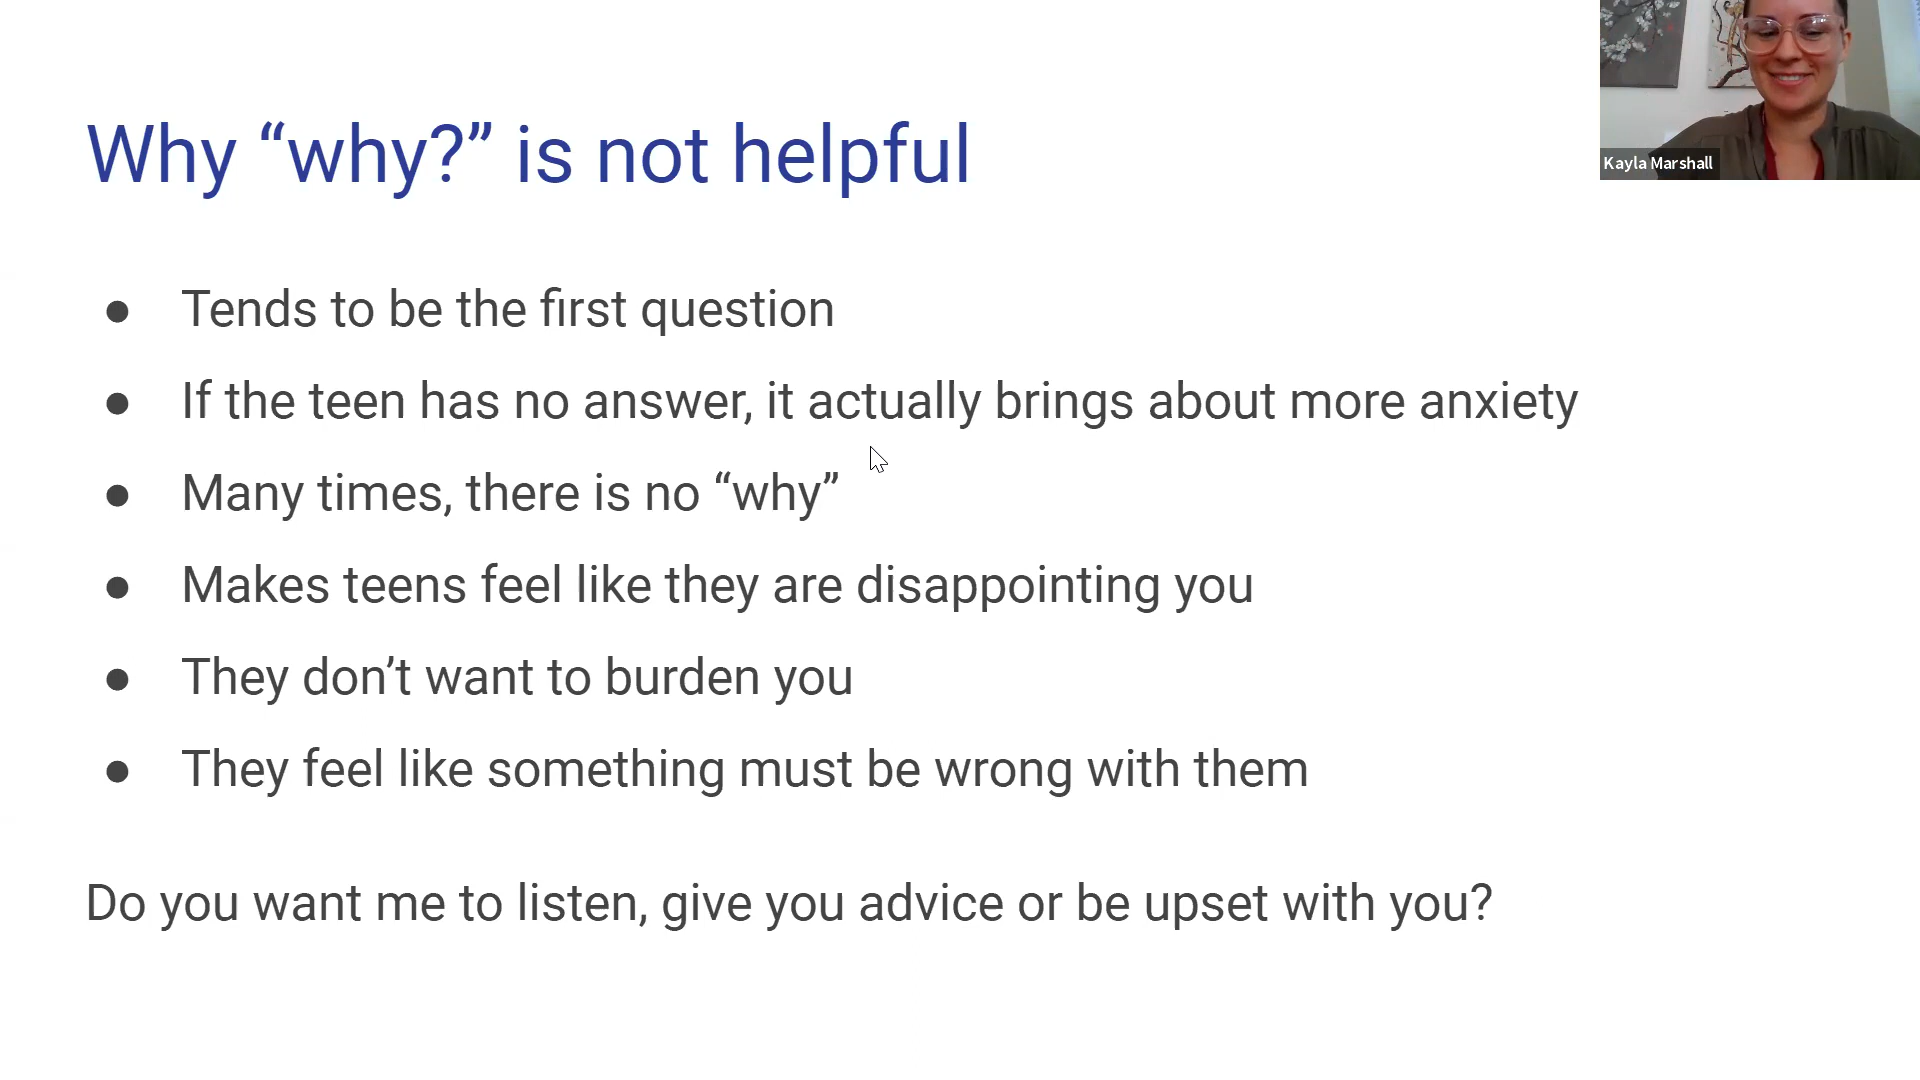 Why “why?” is not helpful
Kayla Marshall
● Tends to be the first question
● If the teen has no answer, it actually brings about more anxiety
● Many times, there is no “why”
● Makes teens feel like they are disappointing you
● They don’t want to burden you
● They feel like something must be wrong with them
Do you want me to listen, give you advice or be upset with you?